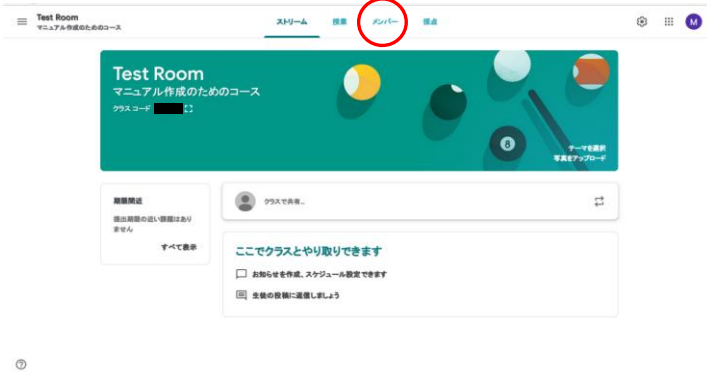 Test Room
マニュアル作成のためのコース
ストリーム
授業
メンバー
採点
M
Test Room
マニュアル作成のためのコース
クラス コード
8
テーマを選択
写真をアップロード
期限間近
提出期限の近い課題はあり
ません
すべて表示
クラスで共有...
ここでクラスとやり取りできます
お知らせを作成、スケジュール設定できます
生徒の投稿に返信しましょう